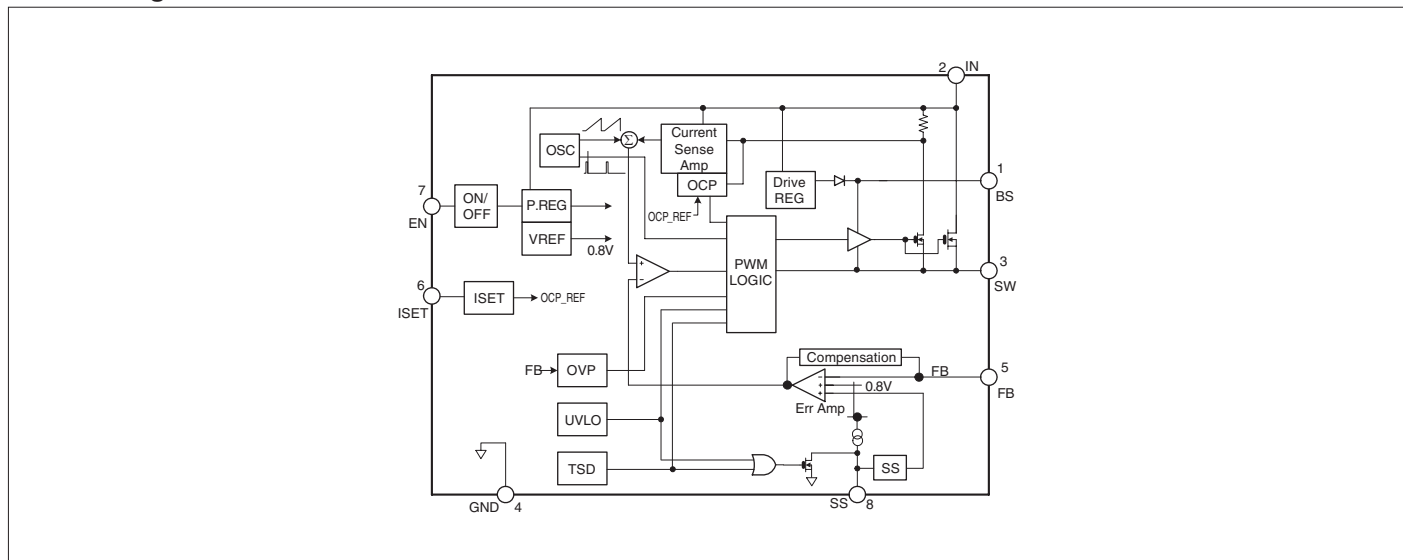 2
IN
OSC
Σ
Current
Sense
Amp
OCP
OCP_REF
Drive
REG
1
BS
7
EN
ON/
OFF
P.REG
VREF
0.8V
+
−
PWM
LOGIC
3
SW
6
ISET
ISET
OCP_REF
FB
OVP
Compensation
−
+
+
FB
0.8V
Err Amp
5
FB
UVLO
TSD
SS
GND
4
SS
8